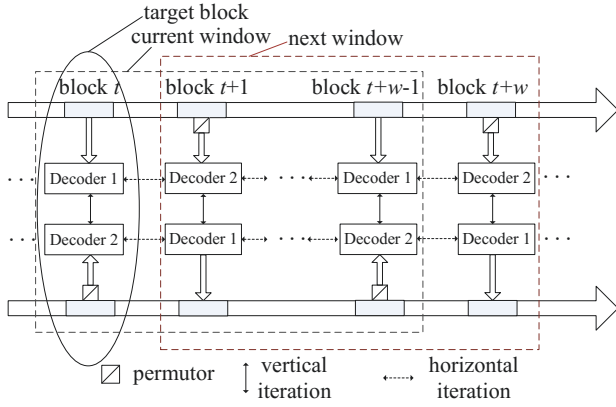 target block
current window
next window
block t
block t+1
block t+w-1
block t+w
· · · Decoder 1 Decoder 2 · · · Decoder 1 Decoder 2 · · ·
· · · Decoder 2 Decoder 1 · · · Decoder 2 Decoder 1 · · ·
permutor
vertical
iteration
horizontal
iteration